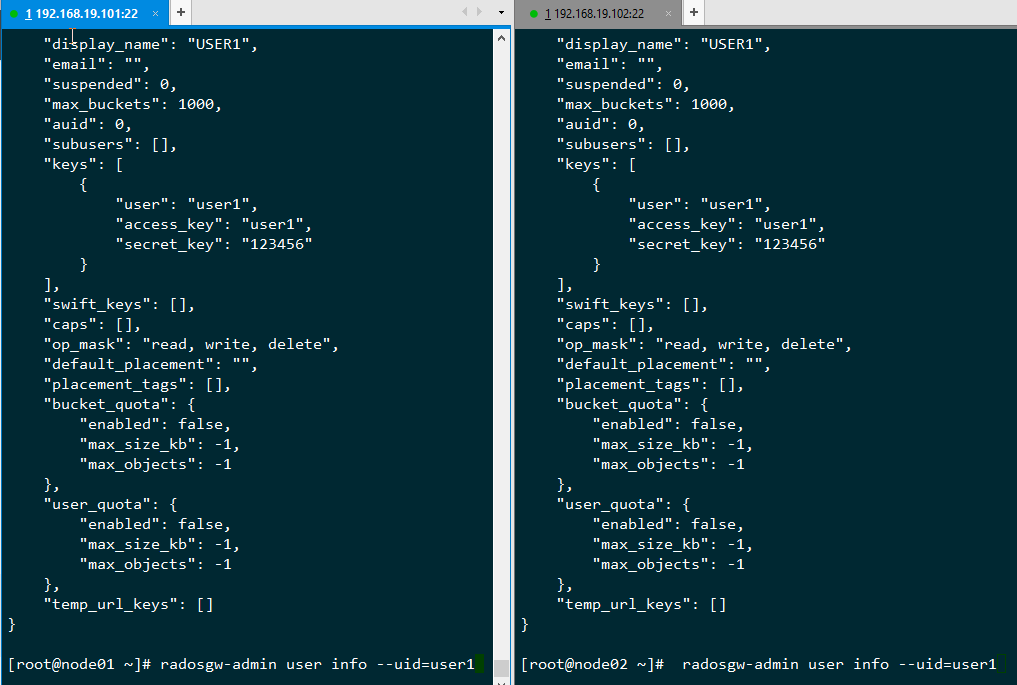 1 192.168.19.101:22 × +
"display_name": "USER1",
"email": "",
"suspended": 0,
"max_buckets": 1000,
"auid": 0,
"subusers": [],
"keys": [
{
"user": "user1",
"access_key": "user1",
"secret_key": "123456"
}
],
"swift_keys": [],
"caps": [],
"op_mask": "read, write, delete",
"default_placement": "",
"placement_tags": [],
"bucket_quota": {
"enabled": false,
"max_size_kb": -1,
"max_objects": -1
},
"user_quota": {
"enabled": false,
"max_size_kb": -1,
"max_objects": -1
},
"temp_url_keys": []
}
[root@node01 ~]# radosgw-admin user info --uid=user1
1 192.168.19.102:22 × +
"display_name": "USER1",
"email": "",
"suspended": 0,
"max_buckets": 1000,
"auid": 0,
"subusers": [],
"keys": [
{
"user": "user1",
"access_key": "user1",
"secret_key": "123456"
}
],
"swift_keys": [],
"caps": [],
"op_mask": "read, write, delete",
"default_placement": "",
"placement_tags": [],
"bucket_quota": {
"enabled": false,
"max_size_kb": -1,
"max_objects": -1
},
"user_quota": {
"enabled": false,
"max_size_kb": -1,
"max_objects": -1
},
"temp_url_keys": []
}
[root@node02 ~]#  radosgw-admin user info --uid=user1